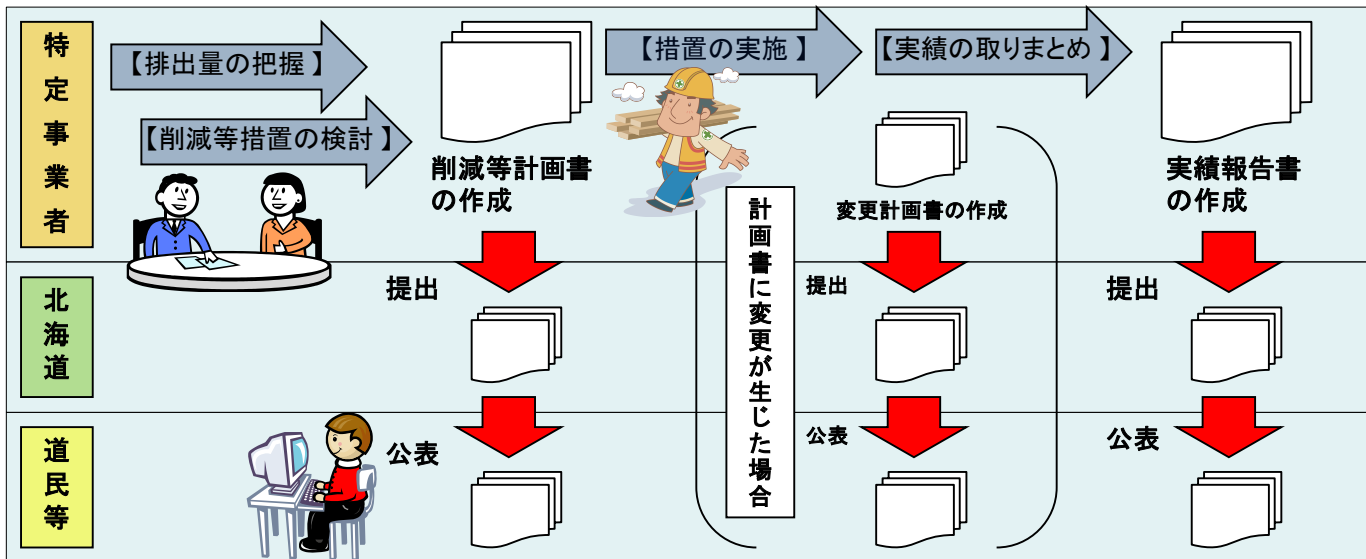 特定事業者
【排出量の把握】
【削減等措置の検討】
削減等計画書
の作成
【措置の実施】
【実績の取りまとめ】
計画書に変更が生じた場合
変更計画書の作成
実績報告書
の作成
北海道
提出
提出
提出
道民等
公表
公表
公表